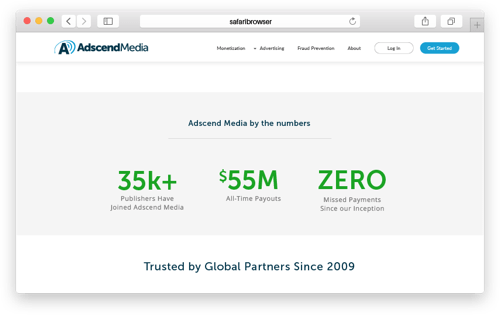 safaribrowser
AdscendMedia
Monetization
Advertising
Fraud Prevention
About
Log In
Get Started
Adscend Media by the numbers
35k+
Publishers Have
Joined Adscend Media
$55M
All-Time Payouts
ZERO
Missed Payments
Since our Inception
Trusted by Global Partners Since 2009